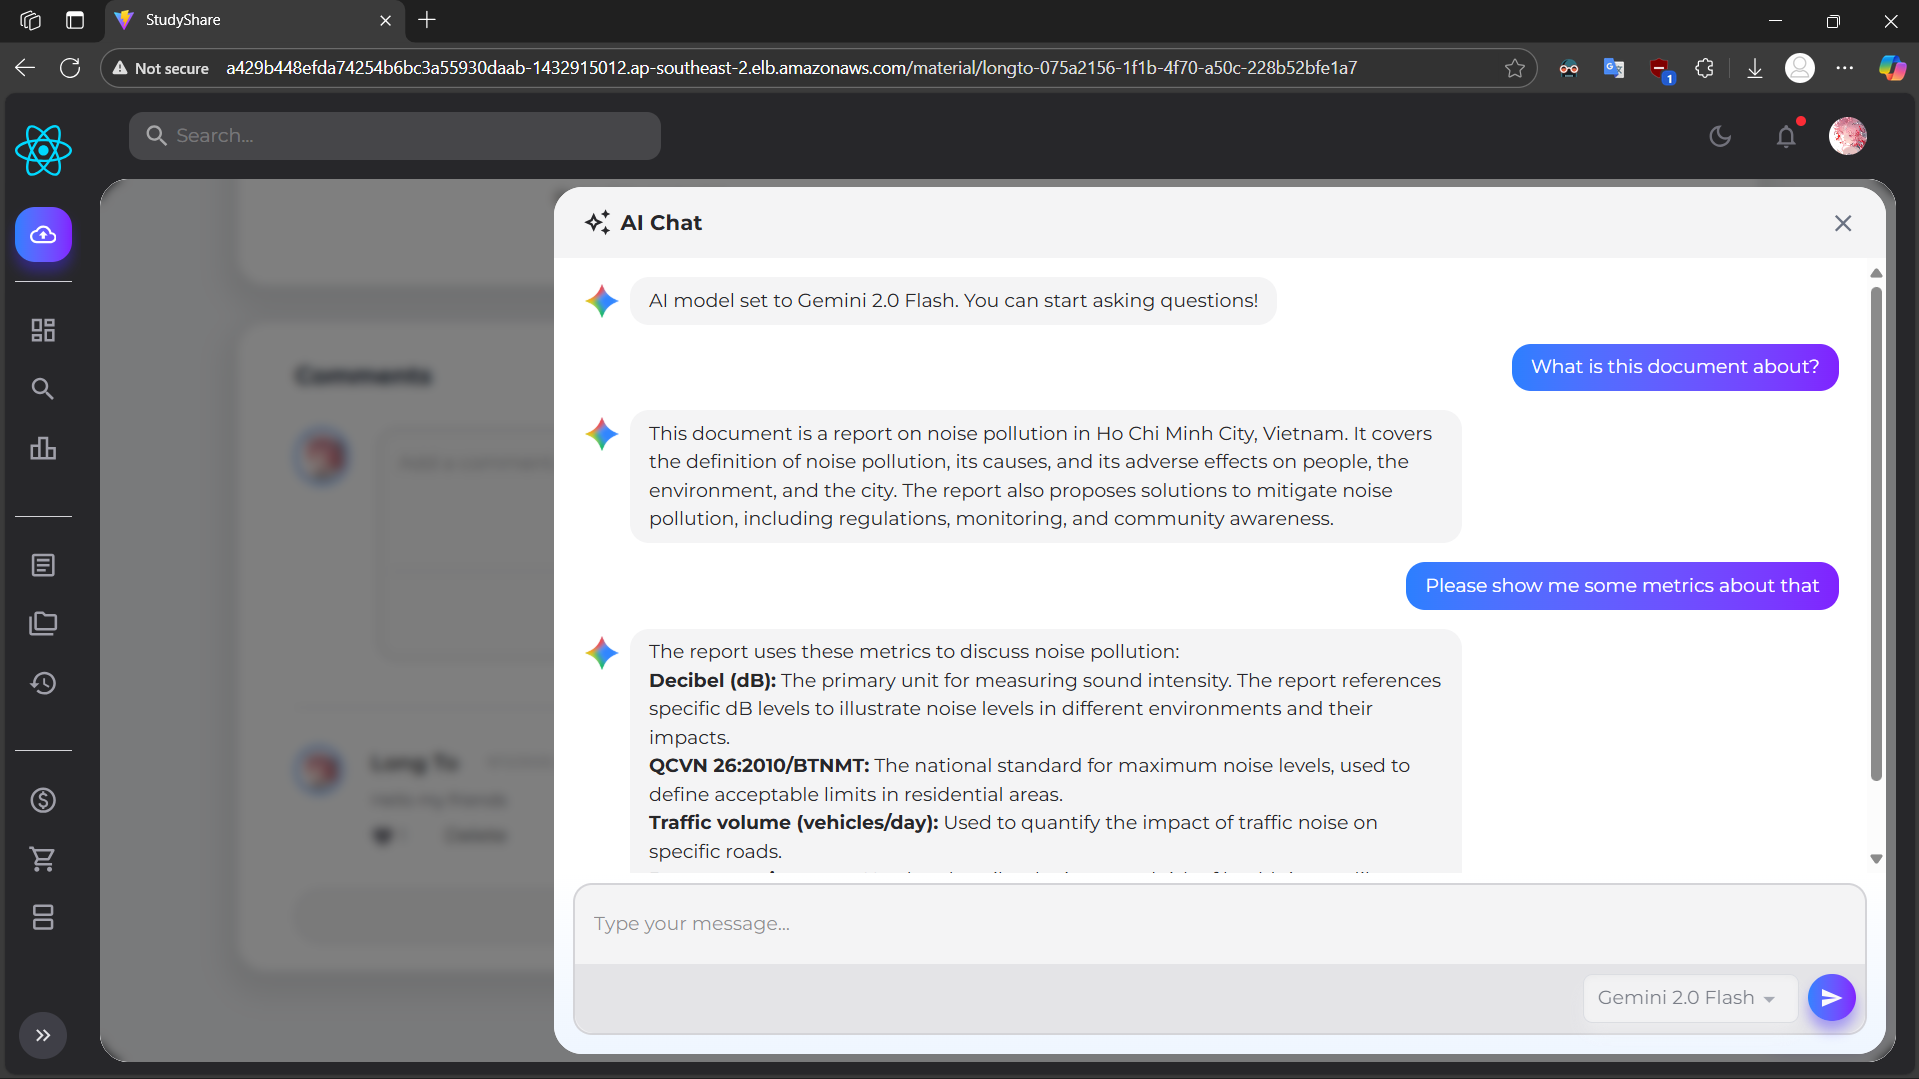 StudyShare
Not secure
a429b448efda74254b6bc3a55930daab-1432915012.ap-southeast-2.elb.amazonaws.com/material/longto-075a2156-1f1b-4f70-a50c-228b52bfe1a7
1
Search...
AI Chat
AI model set to Gemini 2.0 Flash. You can start asking questions!
What is this document about?
This document is a report on noise pollution in Ho Chi Minh City, Vietnam. It covers
the definition of noise pollution, its causes, and its adverse effects on people, the
environment, and the city. The report also proposes solutions to mitigate noise
pollution, including regulations, monitoring, and community awareness.
Please show me some metrics about that
The report uses these metrics to discuss noise pollution:
Decibel (dB): The primary unit for measuring sound intensity. The report references
specific dB levels to illustrate noise levels in different environments and their
impacts.
QCVN 26:2010/BTNMT: The national standard for maximum noise levels, used to
define acceptable limits in residential areas.
Traffic volume (vehicles/day): Used to quantify the impact of traffic noise on
specific roads.
Comments
Add a comment
Long To
Hello my friends
Delete
Type your message...
Gemini 2.0 Flash